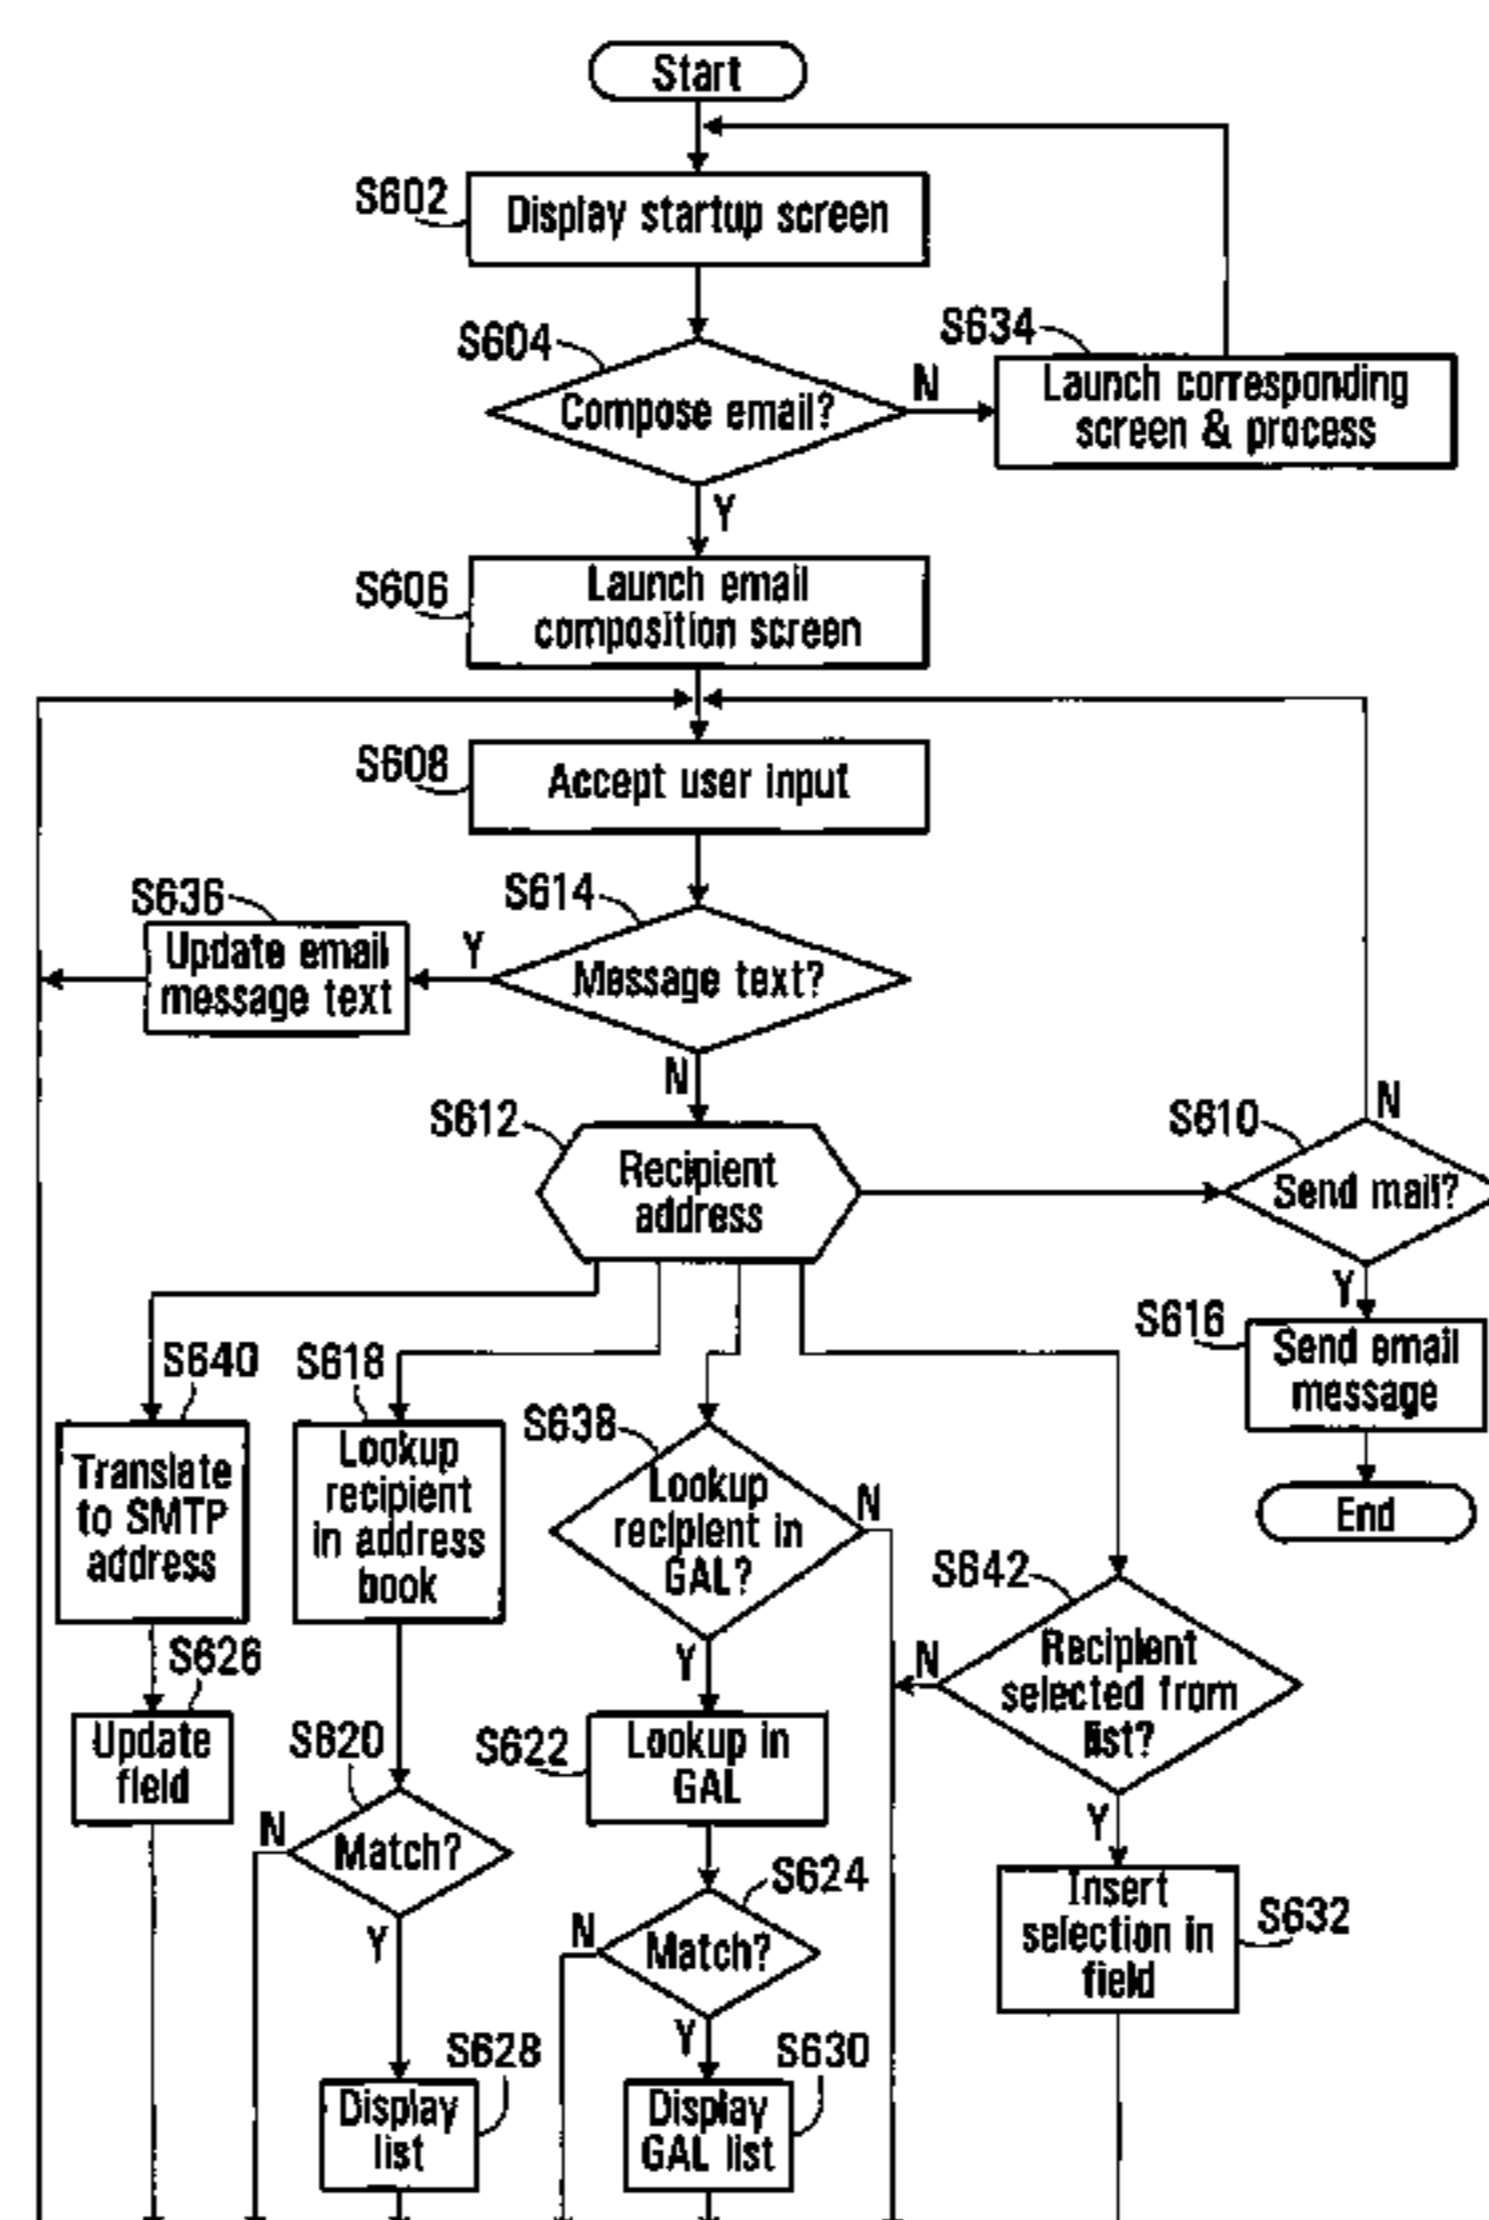 Start
S602
Display startup screen
S604
Compose email?
N
S634
Launch corresponding
screen & process
Y
S606
Launch email
composition screen
S608
Accept user input
S636
Update email
message text
Y
S614
Message text?
N
S612
Recipient
address
S610
N
Send mail?
Y
S616
Send email
message
End
S640
Translate
to SMTP
address
S626
Update
field
S618
Lookup
recipient
in address
book
S620
N
Match?
Y
S628
Display
list
S638
Lookup
recipient in
GAL?
N
Y
S622
Lookup in
GAL
S624
N
Match?
Y
S630
Display
GAL list
S642
N
Recipient
selected from
list?
Y
Insert
selection in
field
S632